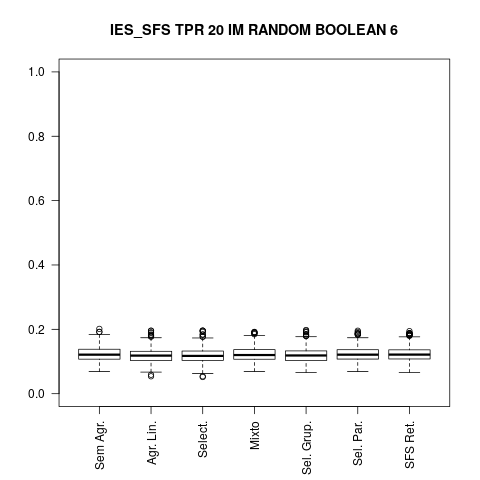 IES_SFS TPR 20 IM RANDOM BOOLEAN 6
1.0
0.8
0.6
0.4
0.2
0.0
Sem Agr.
Agr. Lin.
Select.
Mixto
Sel. Grup.
Sel. Par.
SFS Ret.